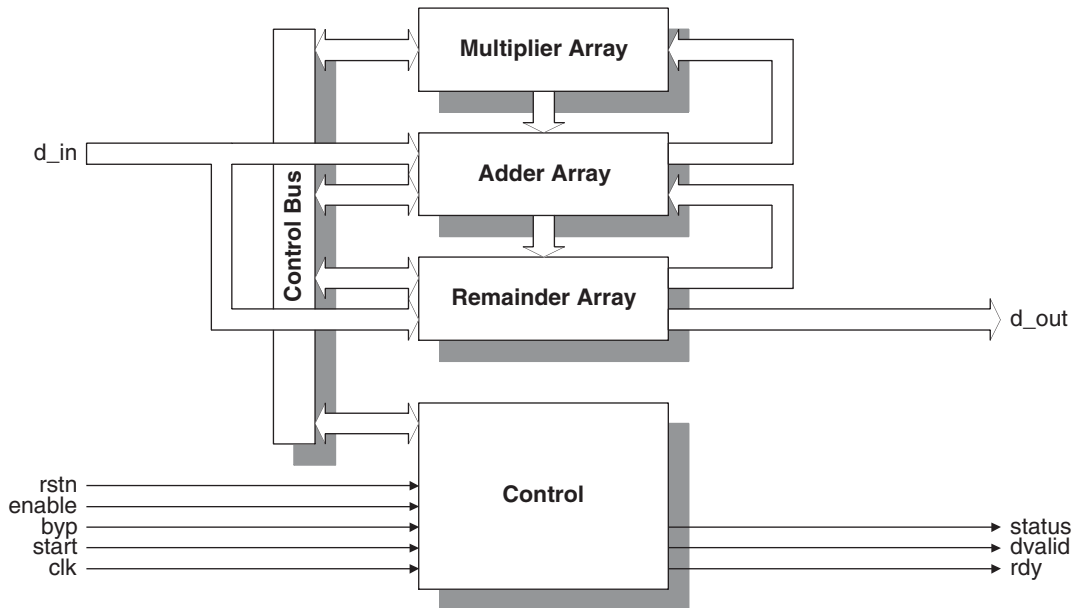 Multiplier Array
d_in
Adder Array
Control Bus
Remainder Array
d_out
Control
rstn
enable
byp
start
clk
status
dvalid
rdy